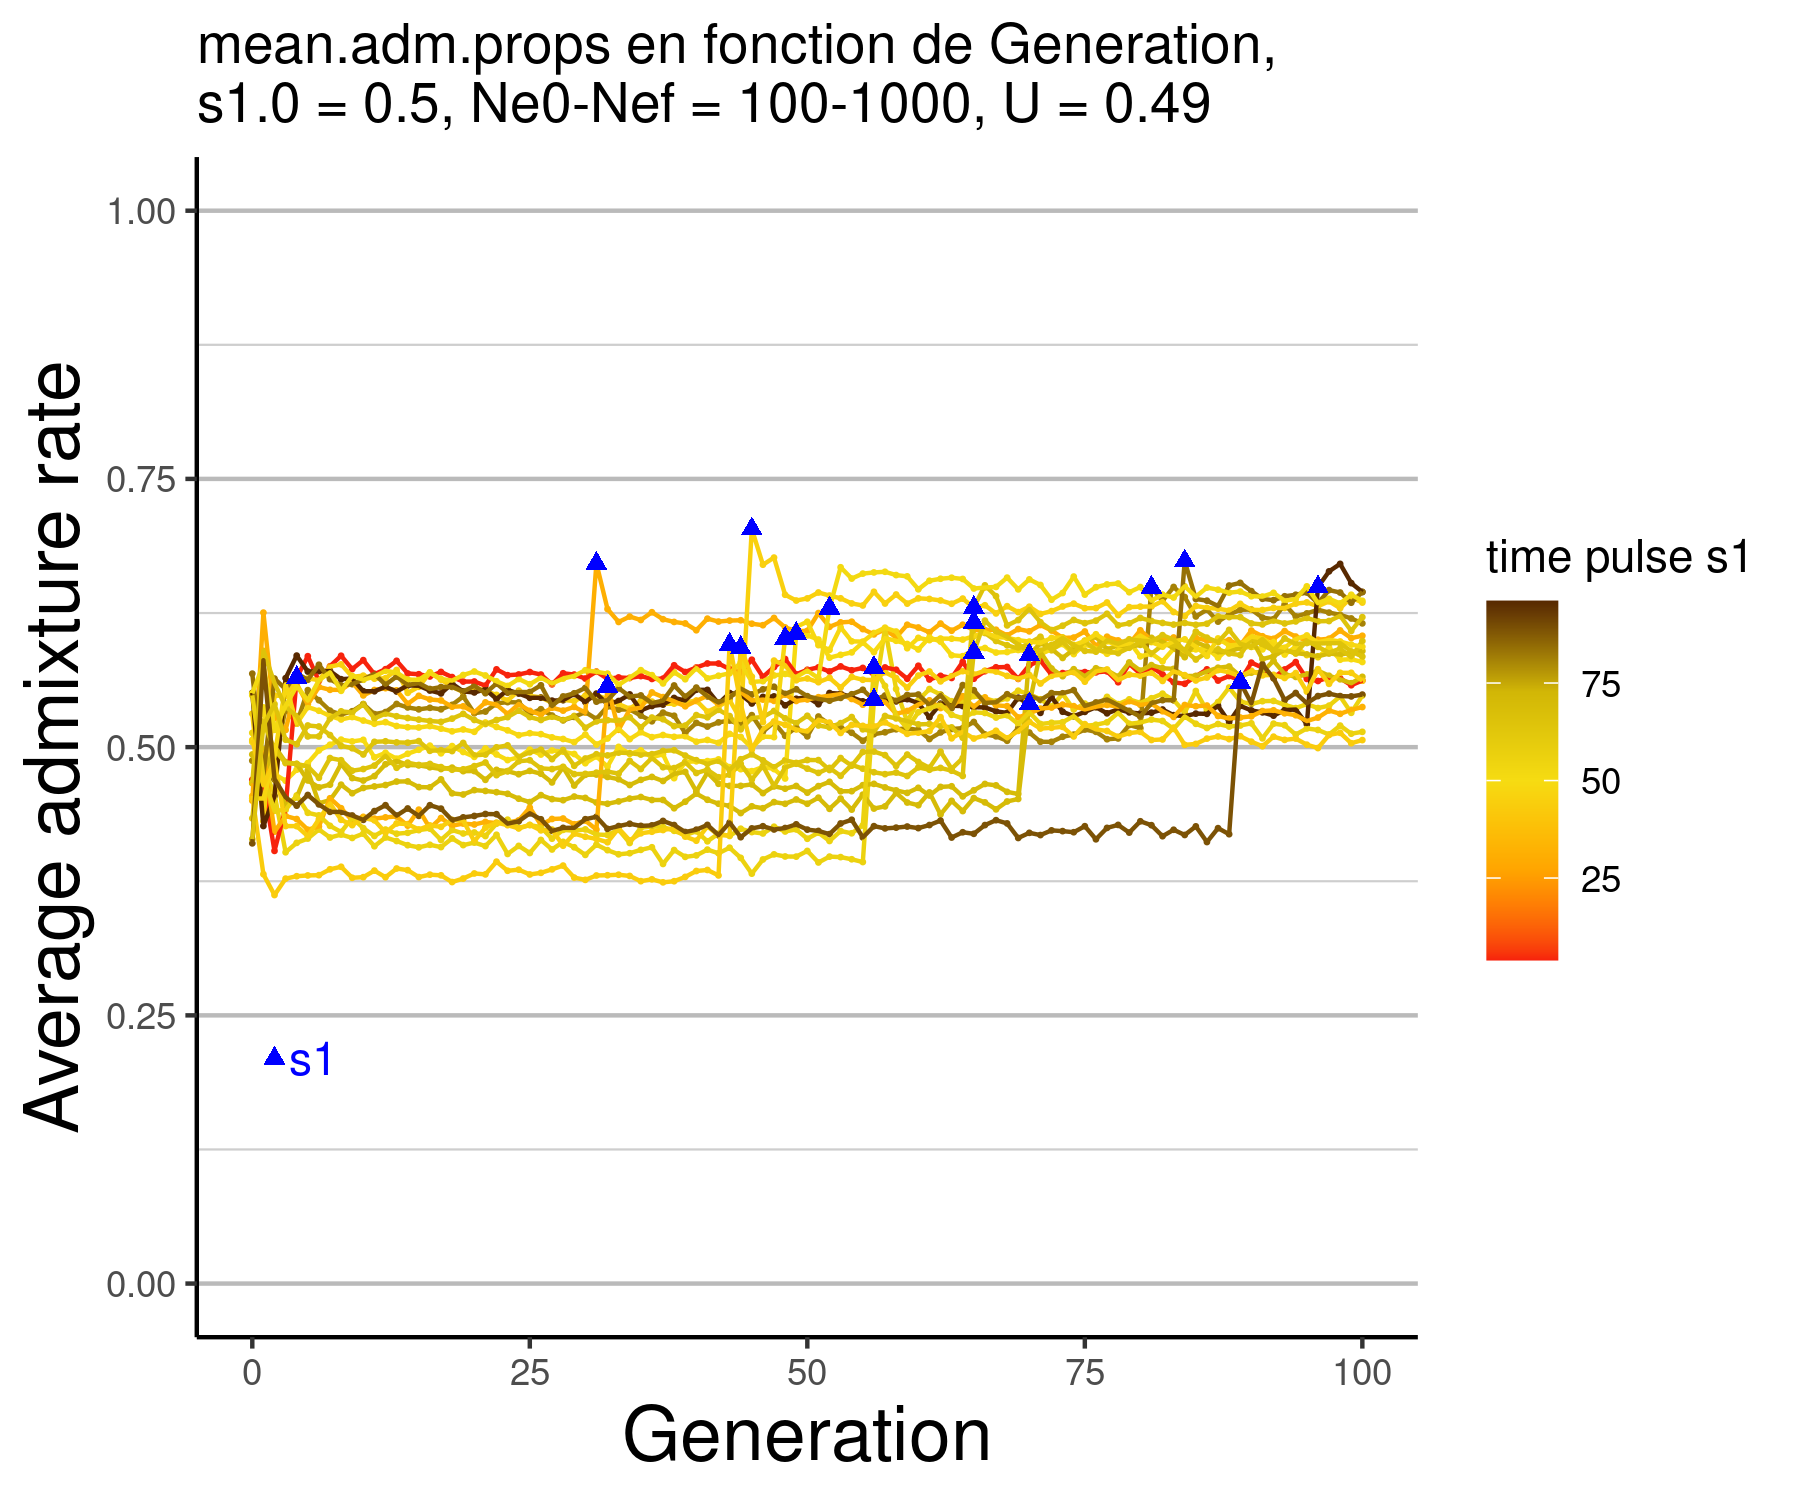 mean.adm.props en fonction de Generation,
s1.0 = 0.5, Ne0-Nef = 100-1000, U = 0.49
Average admixture rate
1.00
0.75
0.50
0.25
0.00
s1
0
25
50
75
100
Generation
time pulse s1
75
50
25